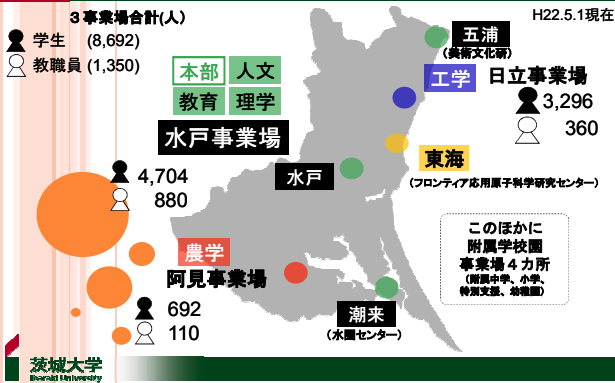 3事業場合計(人)
学生 (8,692)
教職員 (1,350)
H22.5.1現在
五浦
(美術文化研)
本部 人文
教育 理学
水戸事業場
4,704
880
工学 日立事業場
3,296
360
東海
(フロンティア応用原子科学研究センター)
水戸
農学
阿見事業場
692
110
潮来
(水圏センター)
このほかに
附属学校園
事業場4カ所
(附属中学、小学、
特別支援、幼稚園)
茨城大学
Ibaraki University